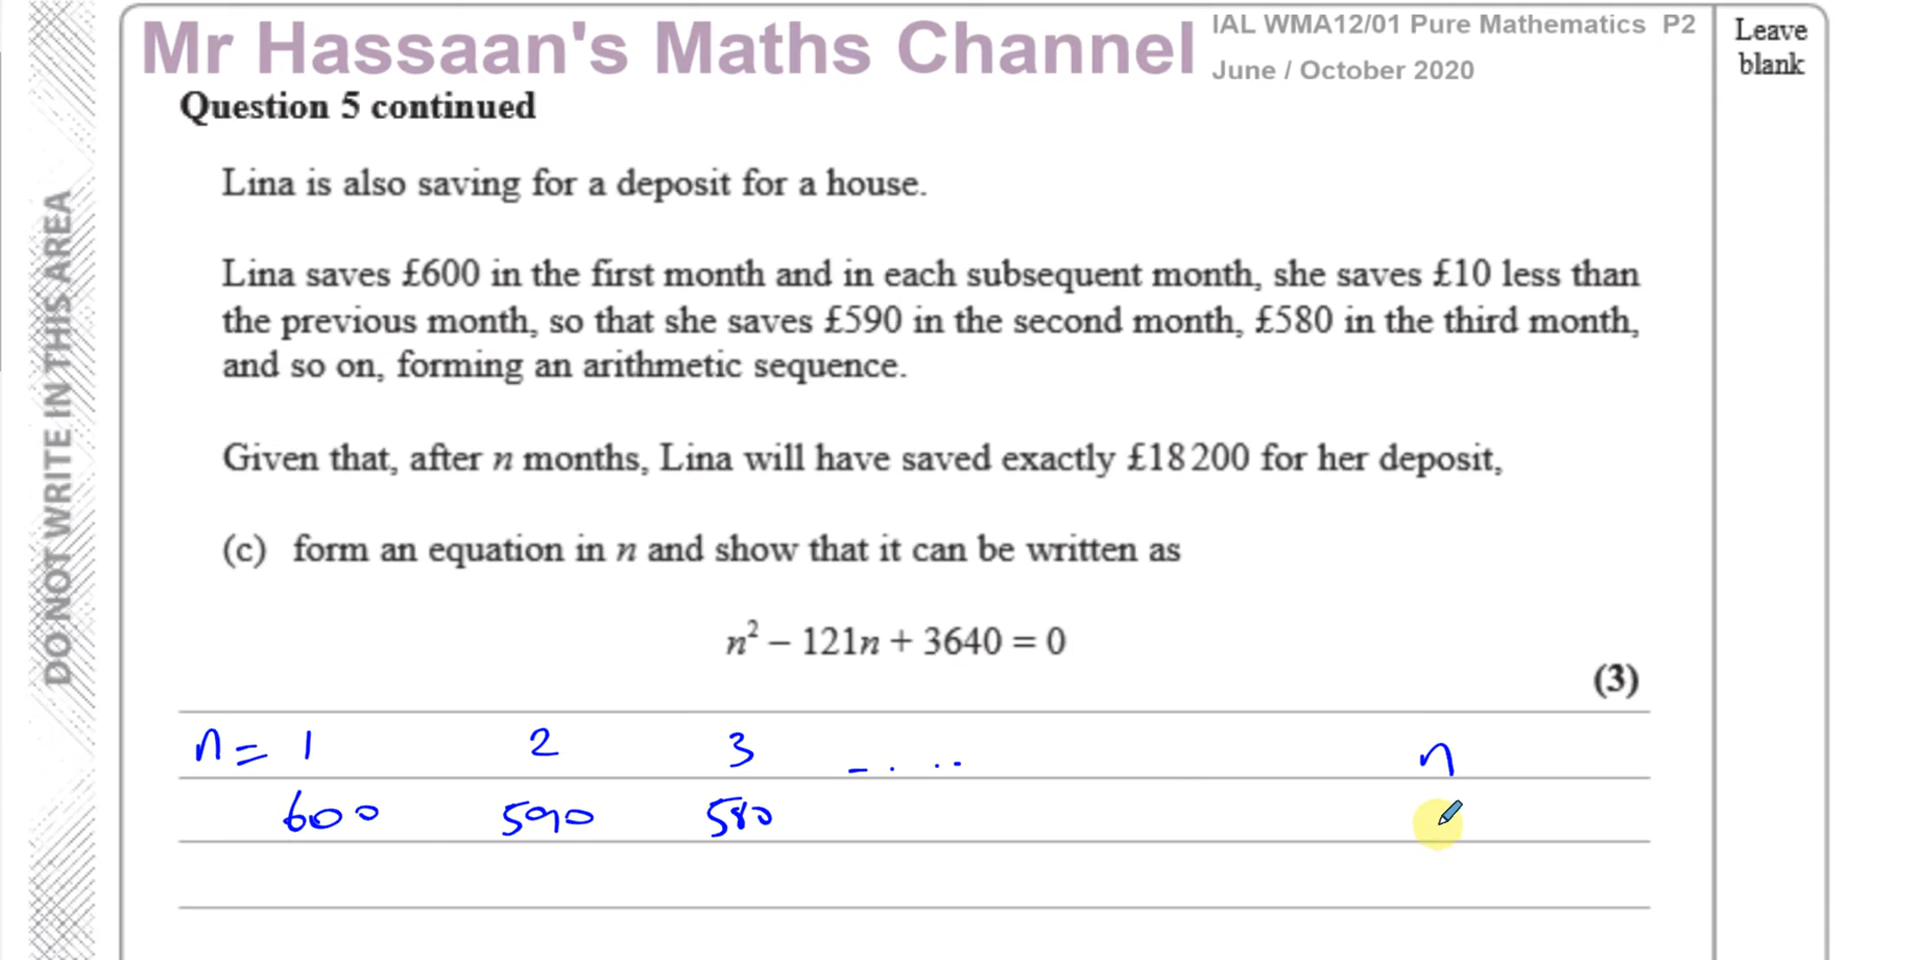 Mr Hassaan's Maths Channel
IAL WMA12/01 Pure Mathematics P2
June / October 2020
Leave
blank
Question 5 continued
Lina is also saving for a deposit for a house.
Lina saves £600 in the first month and in each subsequent month, she saves £10 less than
the previous month, so that she saves £590 in the second month, £580 in the third month,
and so on, forming an arithmetic sequence.
Given that, after n months, Lina will have saved exactly £18 200 for her deposit,
(c) form an equation in n and show that it can be written as
n² – 121n + 3640 = 0
(3)
n = 1 2 3 - . . . . n
600 590 580
DO NOT WRITE IN THIS AREA